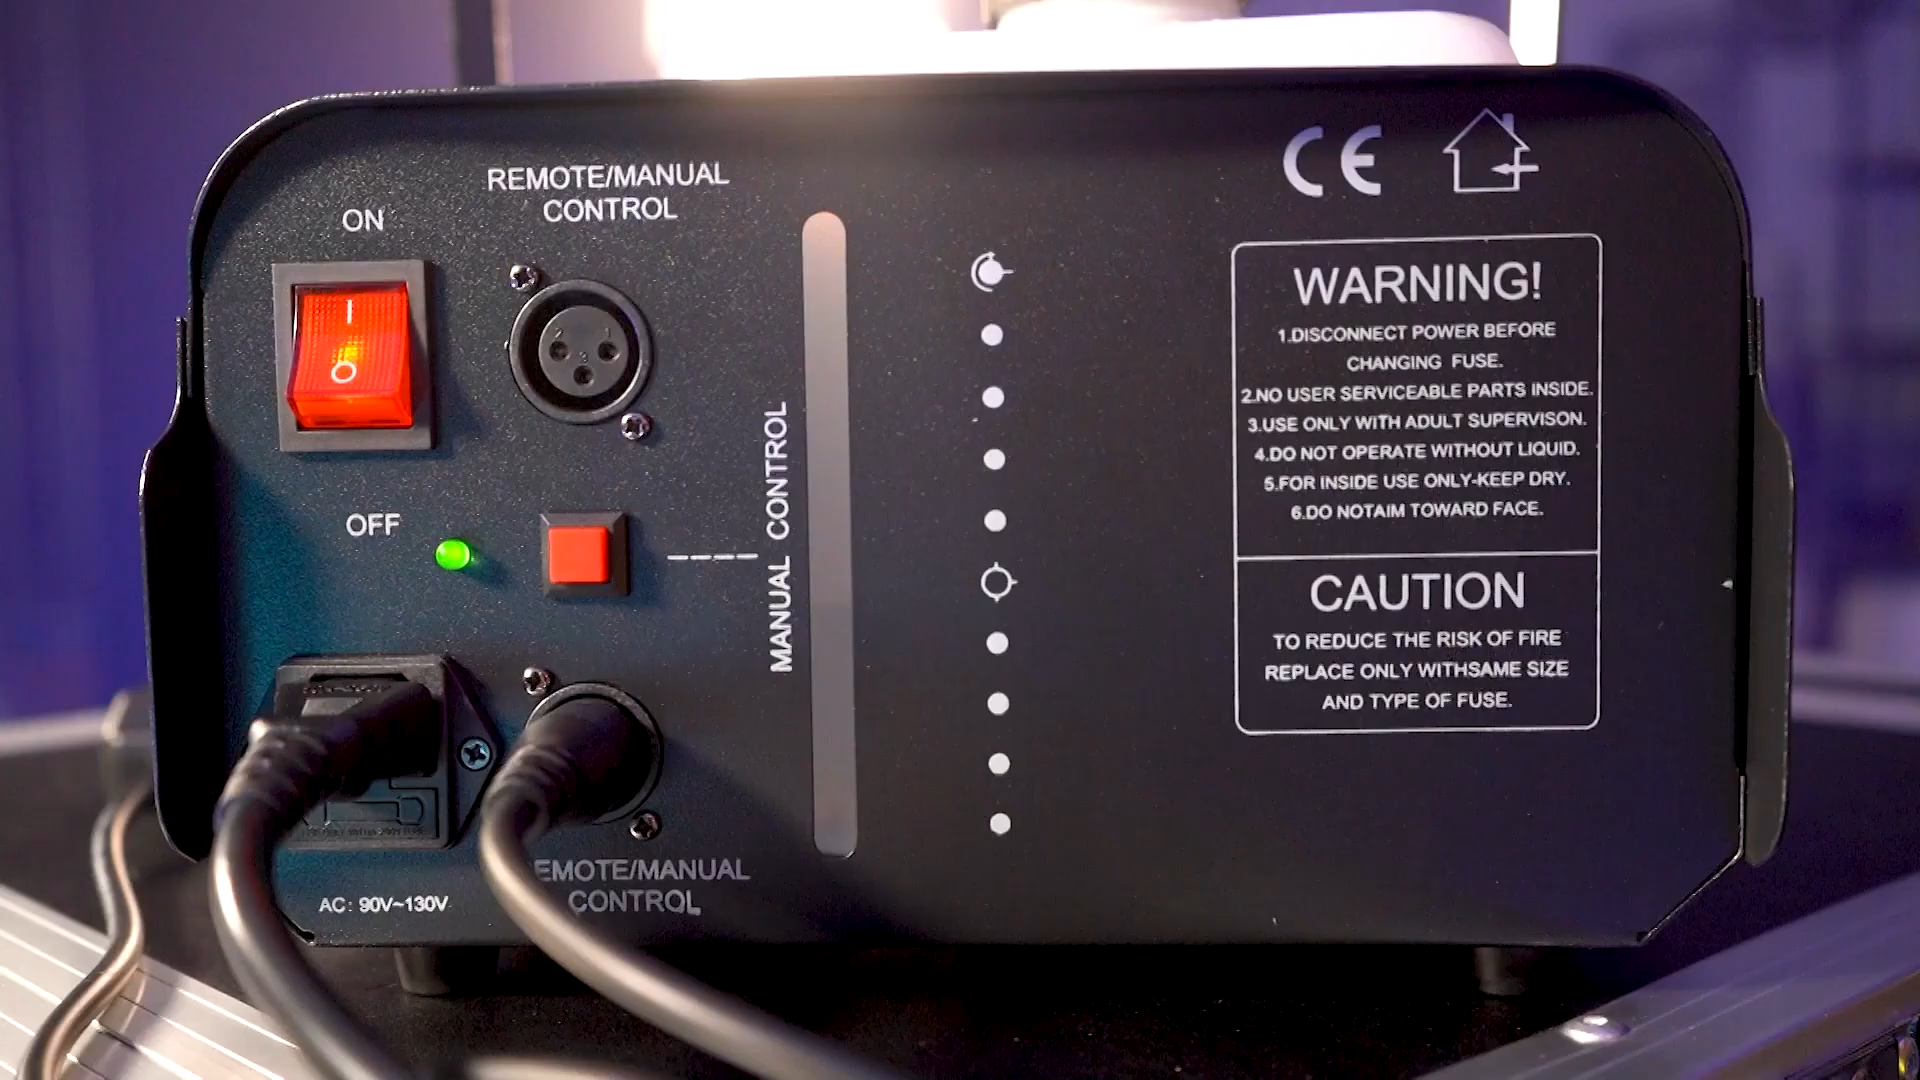 REMOTE/MANUAL
CONTROL
ON
I
O
2 1
3
OFF
MANUAL CONTROL
EMOTE/MANUAL
CONTROL
AC: 90V~130V
CE
WARNING!
1.DISCONNECT POWER BEFORE
CHANGING FUSE.
2.NO USER SERVICEABLE PARTS INSIDE.
3.USE ONLY WITH ADULT SUPERVISON.
4.DO NOT OPERATE WITHOUT LIQUID.
5.FOR INSIDE USE ONLY-KEEP DRY.
6.DO NOTAIM TOWARD FACE.
CAUTION
TO REDUCE THE RISK OF FIRE
REPLACE ONLY WITHSAME SIZE
AND TYPE OF FUSE.